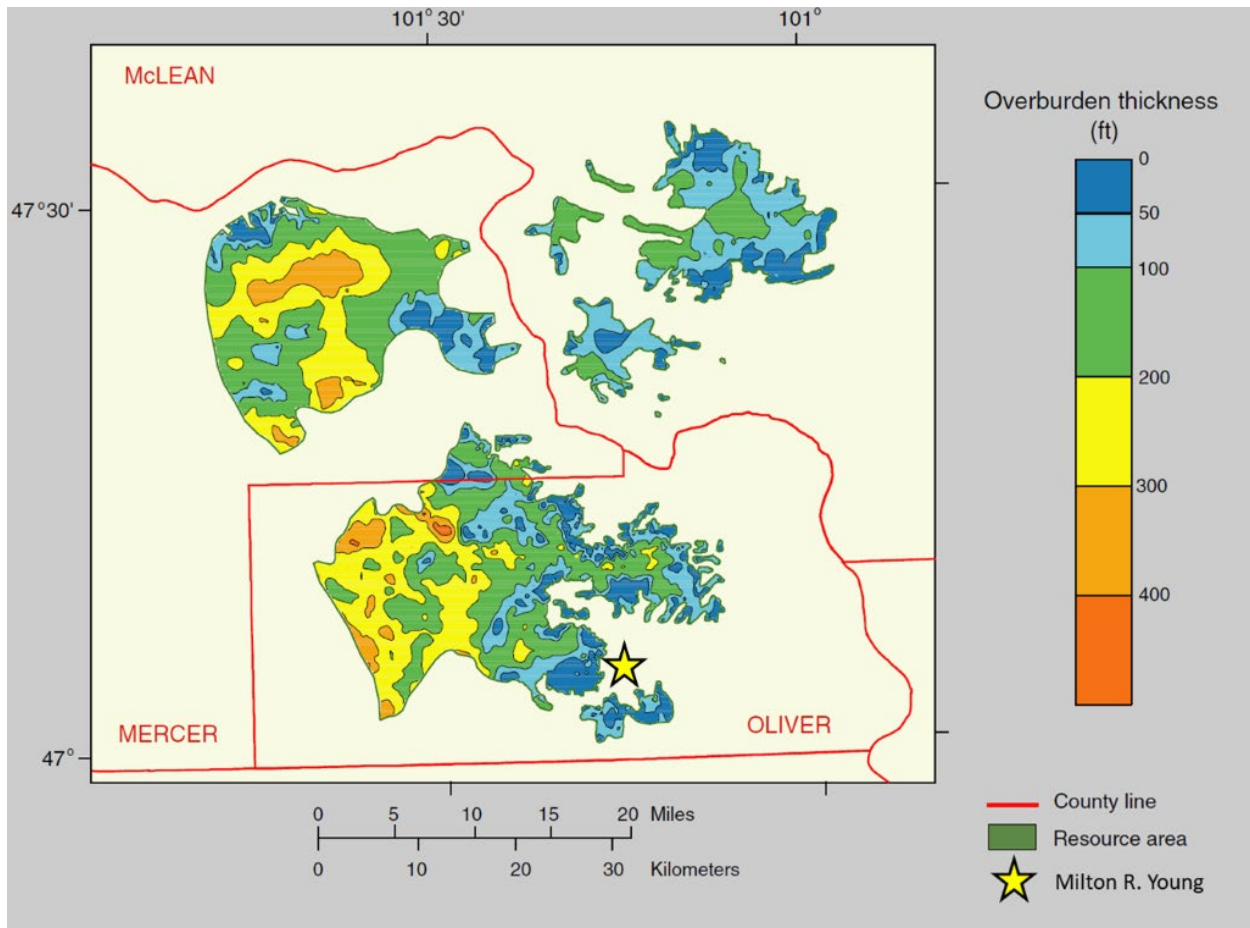 101° 30'
101°
McLEAN
47°30'
47°
MERCER
OLIVER
Overburden thickness
(ft)
0
50
100
200
300
400
0 5 10 15 20 Miles
0 10 20 30 Kilometers
County line
Resource area
Milton R. Young